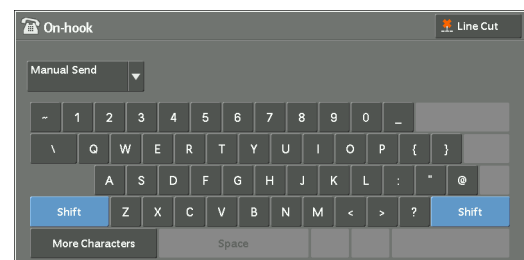 On-hook Line Cut
Manual Send
~ 1 2 3 4 5 6 7 8 9 0 _
\ Q W E R T Y U I O P { }
A S D F G H J K L : " @
Shift Z X C V B N M < > ? Shift
More Characters Space